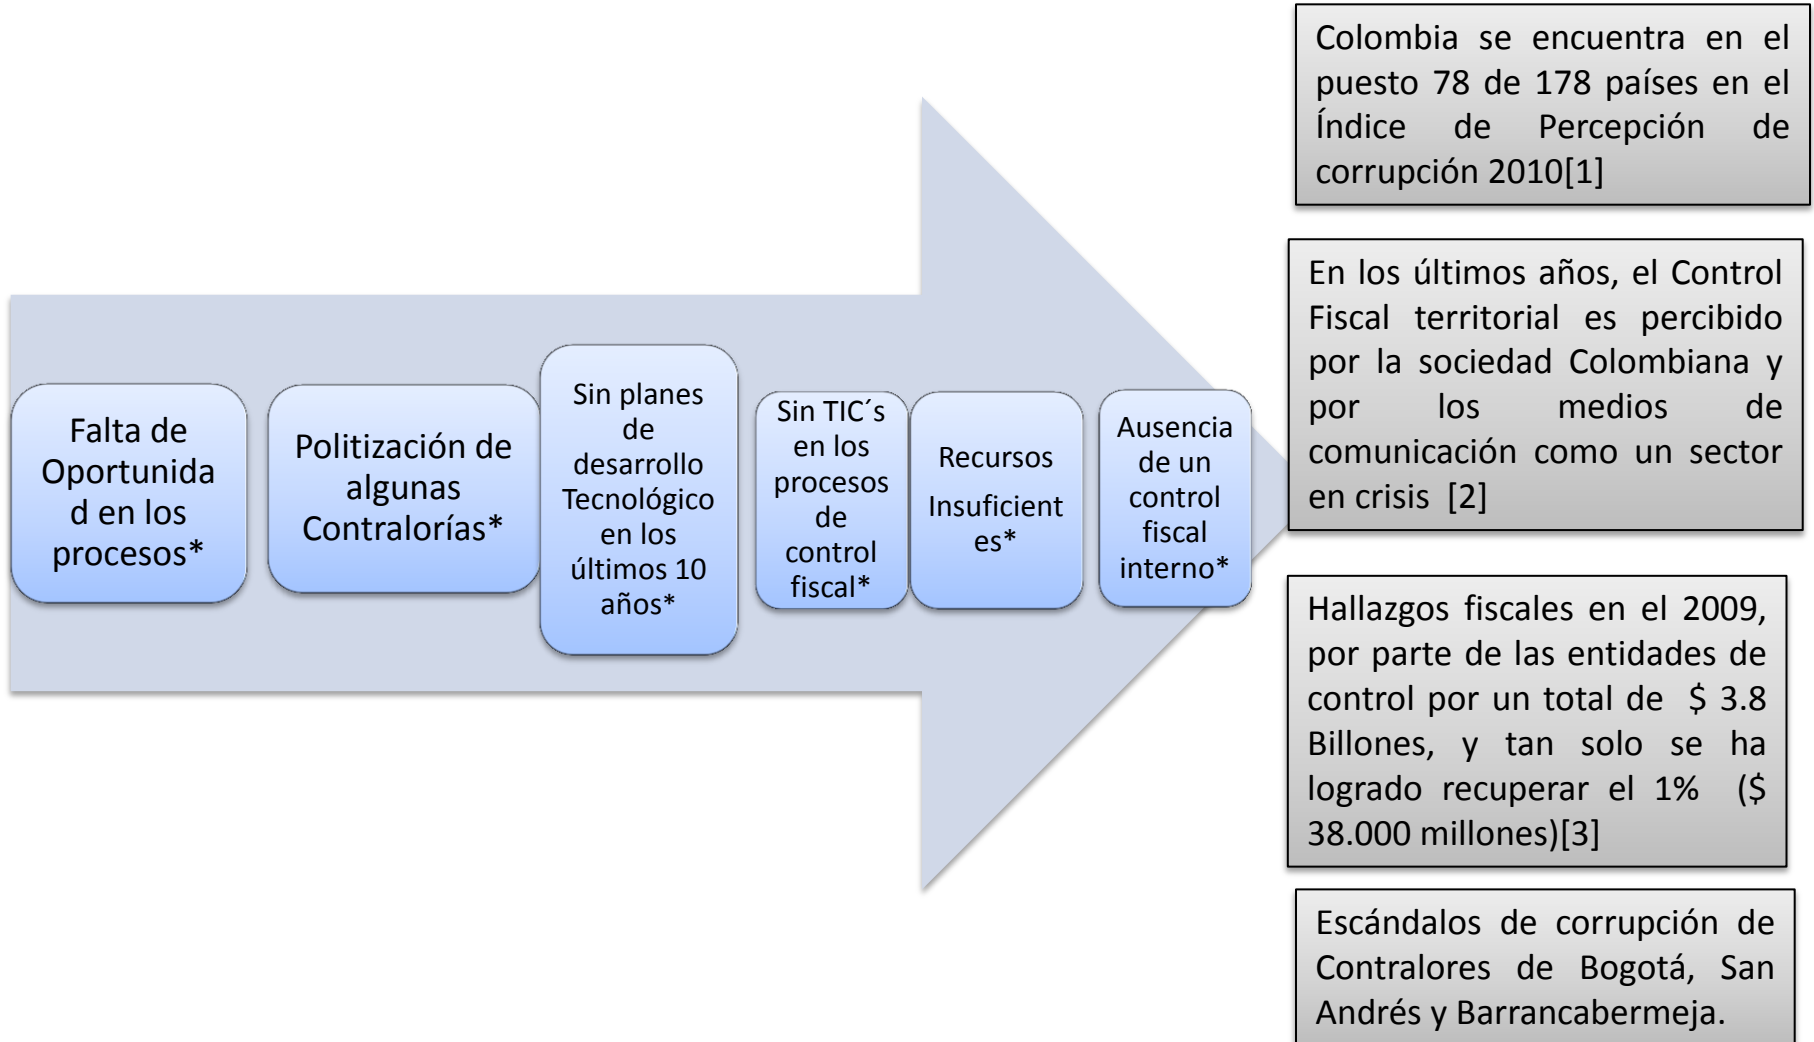 Falta de
Oportunida
d en los
procesos*
Politización de
algunas
Contralorías*
Sin planes
de
desarrollo
Tecnológico
en los
últimos 10
años*
Sin TIC´s
en los
procesos
de
control
fiscal*
Recursos
Insuficient
es*
Ausencia
de un
control
fiscal
interno*
Colombia se encuentra en el
puesto 78 de 178 países en el
Índice de Percepción de
corrupción 2010[1]
En los últimos años, el Control
Fiscal territorial es percibido
por la sociedad Colombiana y
por los medios de
comunicación como un sector
en crisis [2]
Hallazgos fiscales en el 2009,
por parte de las entidades de
control por un total de $ 3.8
Billones, y tan solo se ha
logrado recuperar el 1% ($
38.000 millones)[3]
Escándalos de corrupción de
Contralores de Bogotá, San
Andrés y Barrancabermeja.